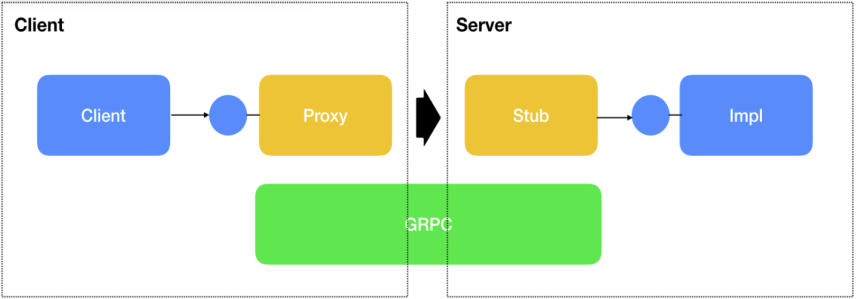 Client
Server
Client
Proxy
Stub
Impl
GRPC